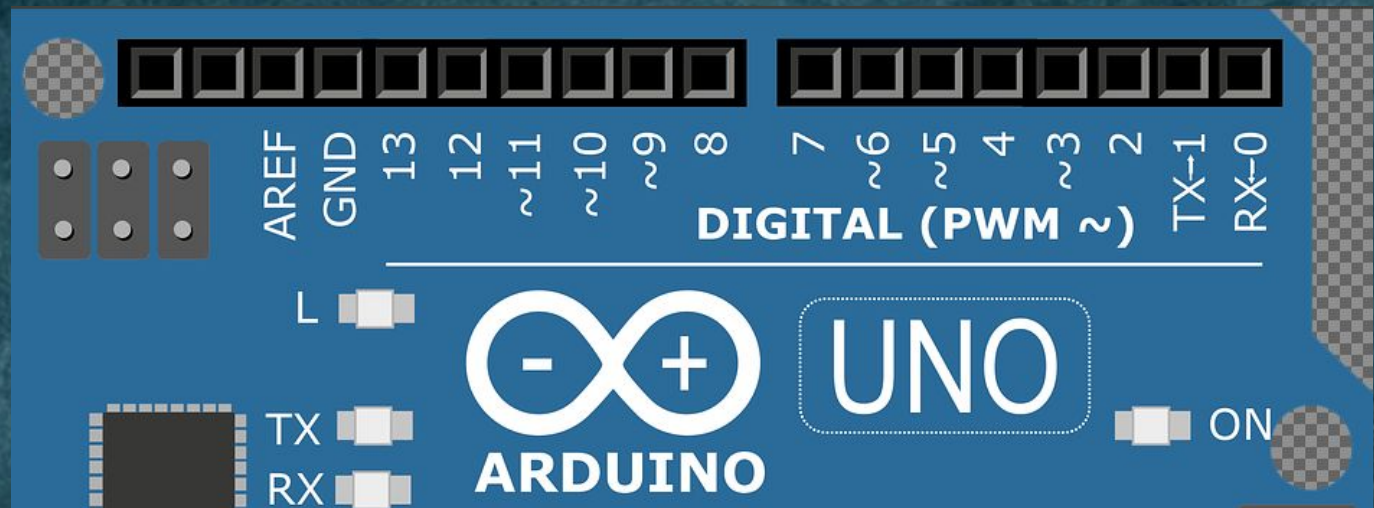 AREF GND 13 12 ~11 ~10 ~9 8 7 ~6 ~5 4 ~3 2 TX→1 RX←0
DIGITAL (PWM ~)
L
- +
UNO
TX
ON
ARDUINO
RX